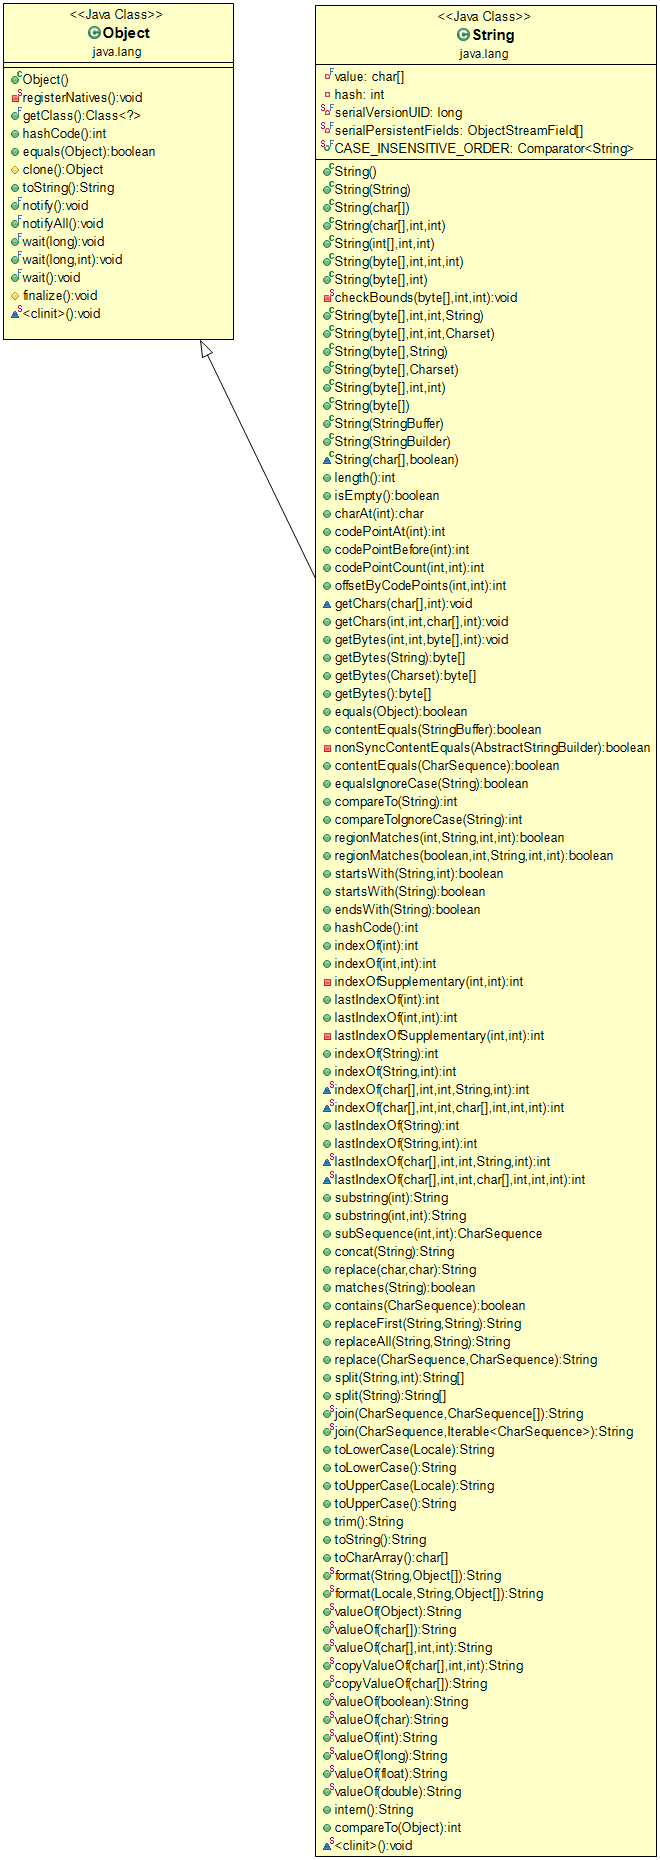 <<Java Class>>
Object
java.lang
Object()
registerNatives():void
getClass():Class<?>
hashCode():int
equals(Object):boolean
clone():Object
toString():String
notify():void
notifyAll():void
wait(long):void
wait(long,int):void
wait():void
finalize():void
<clinit>():void
<<Java Class>>
String
java.lang
value: char[]
hash: int
serialVersionUID: long
serialPersistentFields: ObjectStreamField[]
CASE_INSENSITIVE_ORDER: Comparator<String>
String()
String(String)
String(char[])
String(char[],int,int)
String(int[],int,int)
String(byte[],int,int,int)
String(byte[],int)
checkBounds(byte[],int,int):void
String(byte[],int,int,String)
String(byte[],int,int,Charset)
String(byte[],String)
String(byte[],Charset)
String(byte[],int,int)
String(byte[])
String(StringBuffer)
String(StringBuilder)
String(char[],boolean)
length():int
isEmpty():boolean
charAt(int):char
codePointAt(int):int
codePointBefore(int):int
codePointCount(int,int):int
offsetByCodePoints(int,int):int
getChars(char[],int):void
getChars(int,int,char[],int):void
getBytes(int,int,byte[],int):void
getBytes(String):byte[]
getBytes(Charset):byte[]
getBytes():byte[]
equals(Object):boolean
contentEquals(StringBuffer):boolean
nonSyncContentEquals(AbstractStringBuilder):boolean
contentEquals(CharSequence):boolean
equalsIgnoreCase(String):boolean
compareTo(String):int
compareToIgnoreCase(String):int
regionMatches(int,String,int,int):boolean
regionMatches(boolean,int,String,int,int):boolean
startsWith(String,int):boolean
startsWith(String):boolean
endsWith(String):boolean
hashCode():int
indexOf(int):int
indexOf(int,int):int
indexOfSupplementary(int,int):int
lastIndexOf(int):int
lastIndexOf(int,int):int
lastIndexOfSupplementary(int,int):int
indexOf(String):int
indexOf(String,int):int
indexOf(char[],int,int,String,int):int
indexOf(char[],int,int,char[],int,int,int):int
lastIndexOf(String):int
lastIndexOf(String,int):int
lastIndexOf(char[],int,int,String,int):int
lastIndexOf(char[],int,int,char[],int,int,int):int
substring(int):String
substring(int,int):String
subSequence(int,int):CharSequence
concat(String):String
replace(char,char):String
matches(String):boolean
contains(CharSequence):boolean
replaceFirst(String,String):String
replaceAll(String,String):String
replace(CharSequence,CharSequence):String
split(String,int):String[]
split(String):String[]
join(CharSequence,CharSequence[]):String
join(CharSequence,Iterable<CharSequence>):String
toLowerCase(Locale):String
toLowerCase():String
toUpperCase(Locale):String
toUpperCase():String
trim():String
toString():String
toCharArray():char[]
format(String,Object[]):String
format(Locale,String,Object[]):String
valueOf(Object):String
valueOf(char[]):String
valueOf(char[],int,int):String
copyValueOf(char[],int,int):String
copyValueOf(char[]):String
valueOf(boolean):String
valueOf(char):String
valueOf(int):String
valueOf(long):String
valueOf(float):String
valueOf(double):String
intern():String
compareTo(Object):int
<clinit>():void